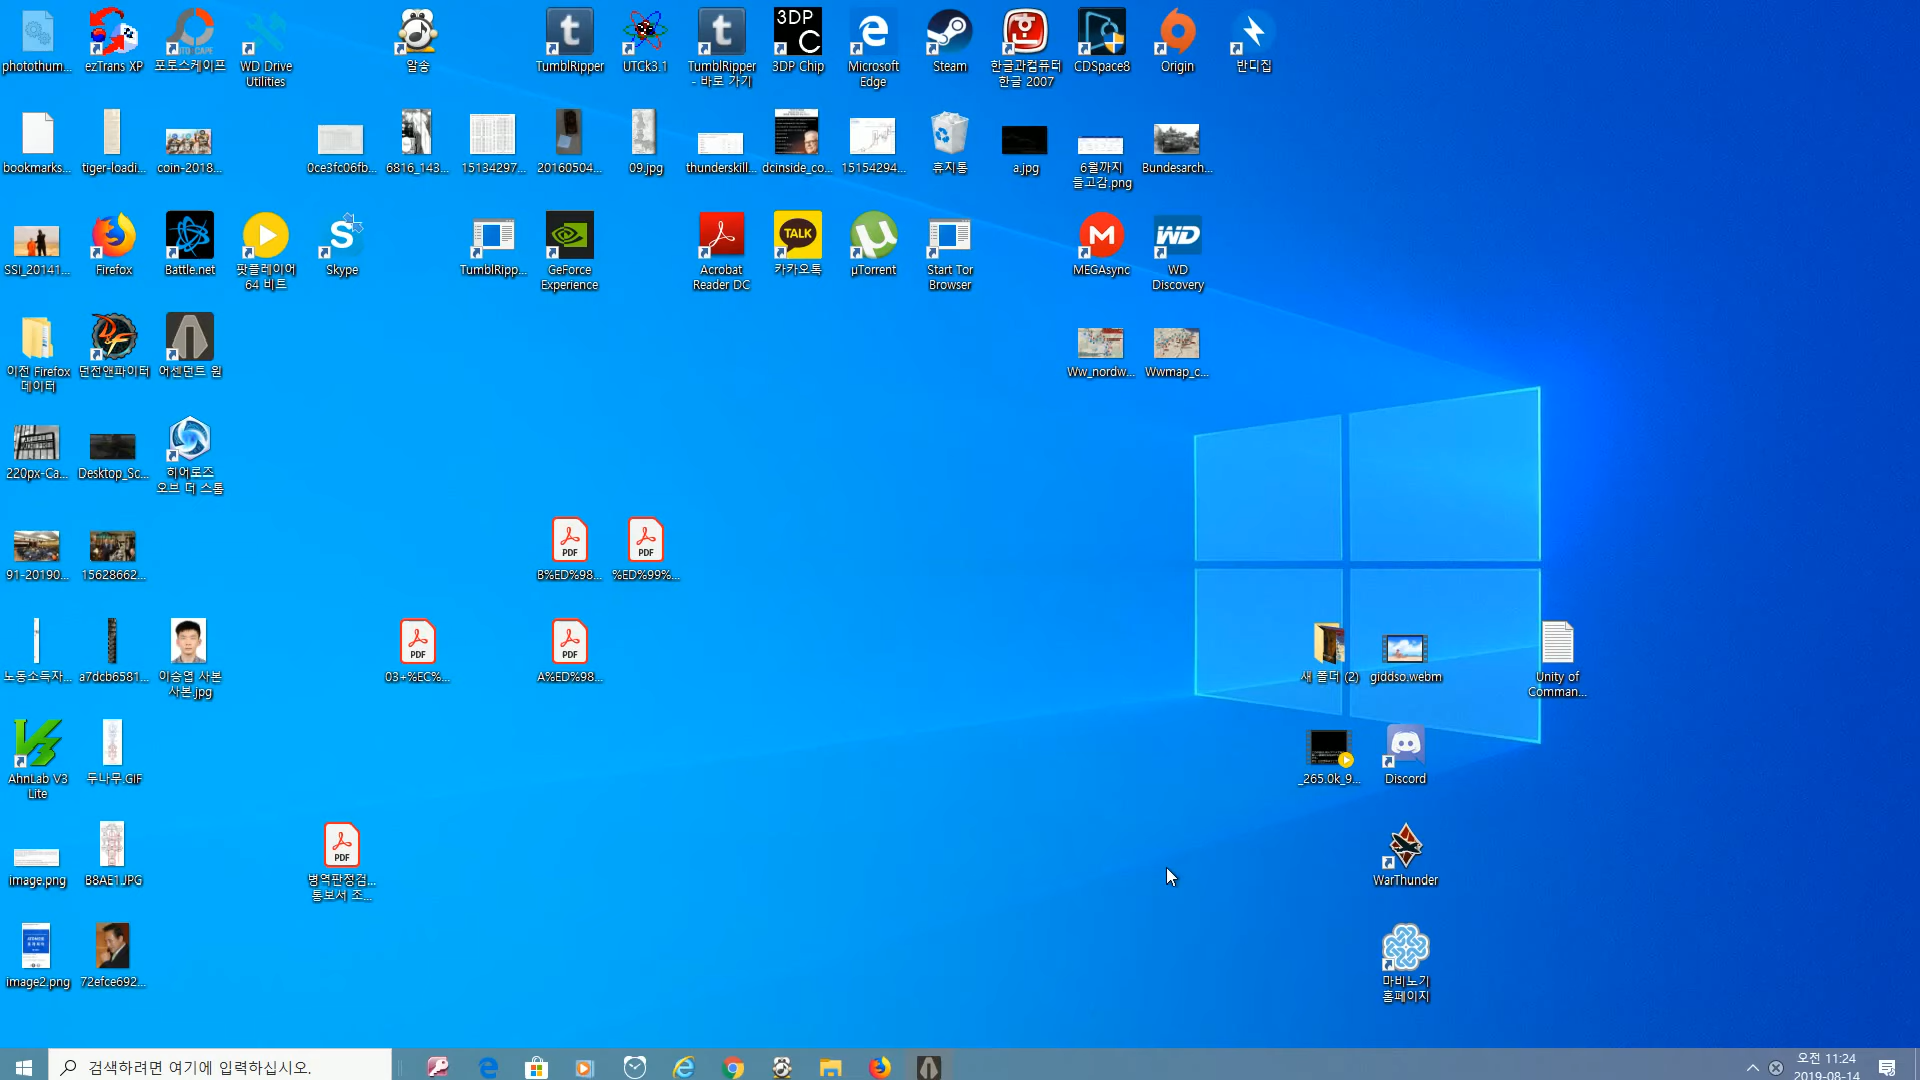 photothum...
ezTrans XP
포토스케이프
WD Drive
Utilities
알송
TumblRipper
UTCk3.1
TumblRipper
- 바로 가기
3DP Chip
Microsoft
Edge
Steam
한글과컴퓨터
한글 2007
CDSpace8
Origin
반디집
bookmarks...
tiger-loadi...
coin-2018...
0ce3fc06fb...
6816_143...
15134297...
20160504...
09.jpg
thunderskill...
dcinside_co...
15154294...
휴지통
a.jpg
6월까지
들고감.png
Bundesarch...
SSI_20141...
Firefox
Battle.net
팟플레이어
64 비트
Skype
TumblRipp...
GeForce
Experience
Acrobat
Reader DC
TALK
카카오톡
µTorrent
Start Tor
Browser
MEGAsync
WD
Discovery
이전 Firefox
데이터
던전앤파이터
어센던트 원
Ww_nordw...
Wwmap_c...
220px-Ca...
Desktop_Sc...
히어로즈
오브 더 스톰
91-20190...
15628662...
PDF
B%ED%98...
PDF
%ED%99%...
노동소득자...
a7dcb6581...
이승엽 사본
사본.jpg
PDF
03+%EC%...
PDF
A%ED%98...
새 폴더 (2)
giddso.webm
Unity of
Comman...
AhnLab V3
Lite
두나무.GIF
_265.0k_9...
Discord
image.png
B8AE1.JPG
PDF
병역판정검...
통보서 조...
WarThunder
image2.png
72efce692...
마비노기
홈페이지
검색하려면 여기에 입력하십시오.
오전 11:24
2019-08-14